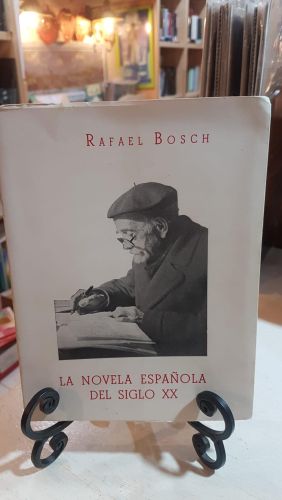 RAFAEL BOSCH
LA NOVELA ESPAÑOLA
DEL SIGLO XX